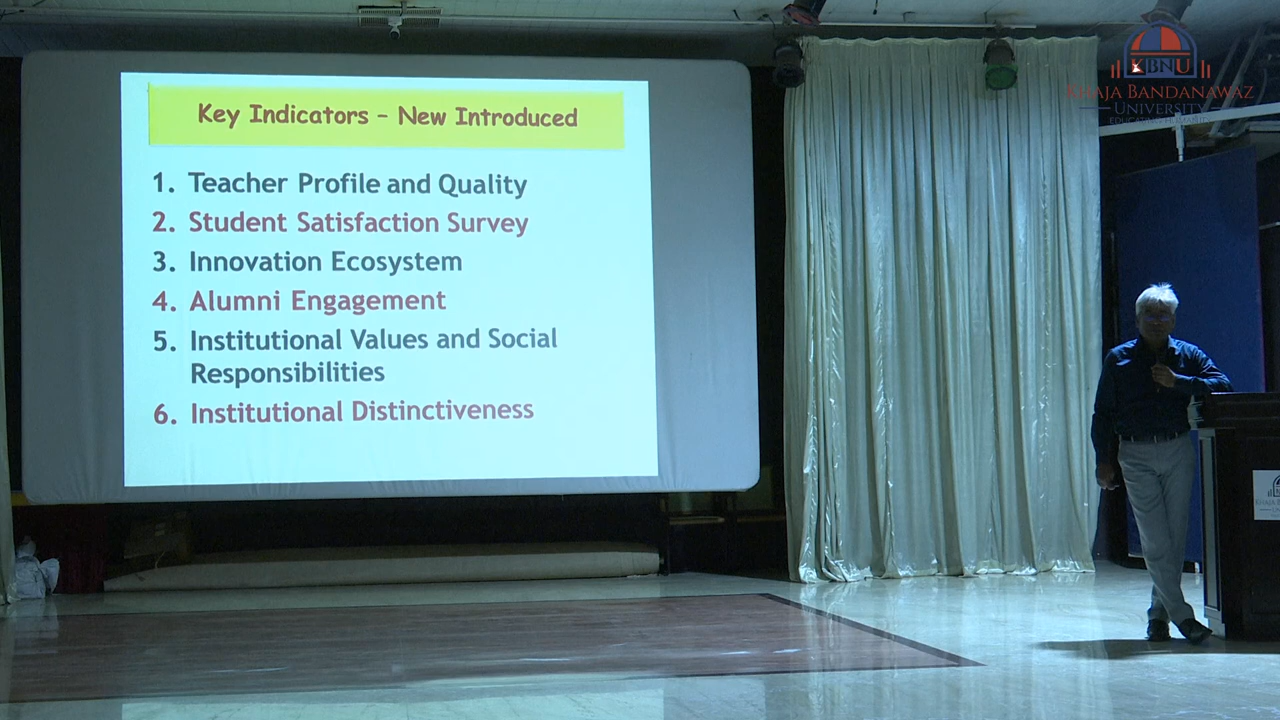 Key Indicators – New Introduced
1. Teacher Profile and Quality
2. Student Satisfaction Survey
3. Innovation Ecosystem
4. Alumni Engagement
5. Institutional Values and Social
Responsibilities
6. Institutional Distinctiveness
KBNU
KHAJA BANDANAWAZ
UNIVERSITY